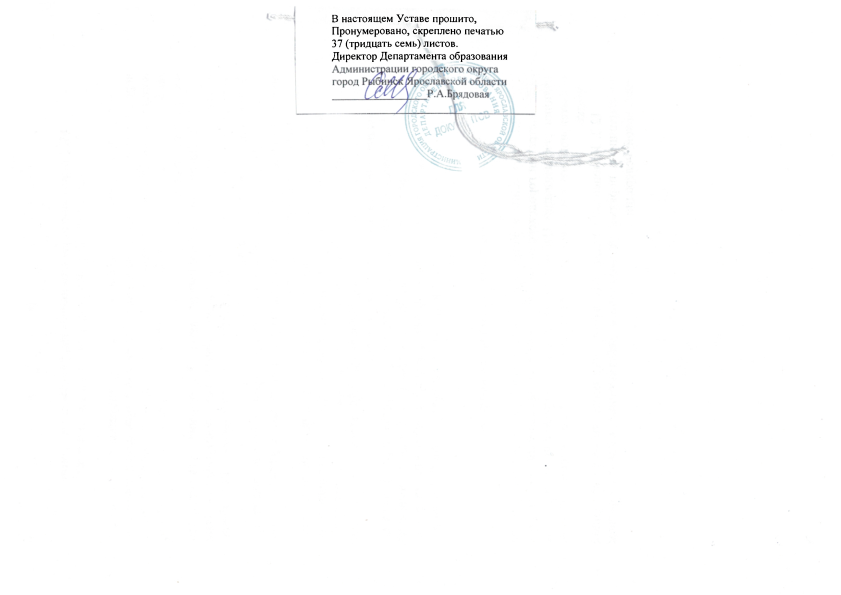 В настоящем Уставе прошито,
Пронумеровано, скреплено печатью
37 (тридцать семь) листов.
Директор Департамента образования
Администрации городского округа
город Рыбинск Ярославской области
Р.А.Брядовая